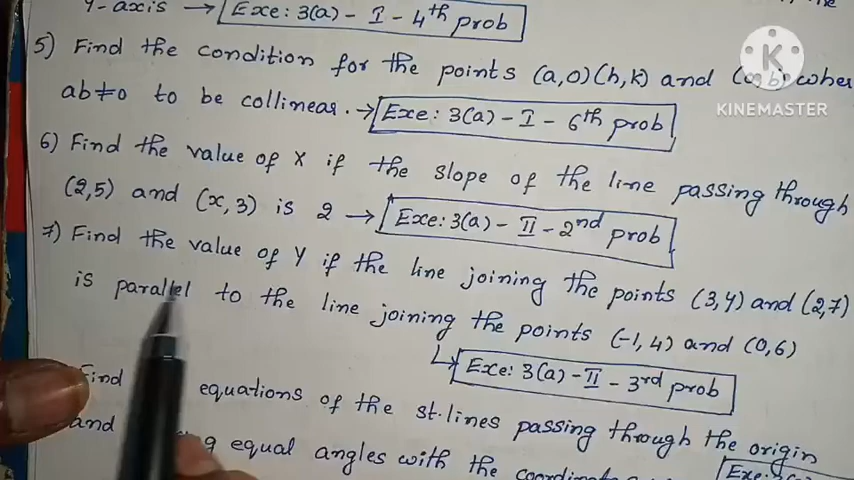 Y-axis → Exe: 3(a) - I - 4th prob
5) Find the condition for the points (a,0)(h,k) and
ab≠0 to be collinear. → Exe: 3(a) - I - 6th prob
KINEMASTER
6) Find the value of X if the slope of the line passing through
(2,5) and (x,3) is 2 → Exe: 3(a) - II - 2nd prob
7) Find the value of Y if the line joining the points (3,y) and (2,7)
is parallel to the line joining the points (-1,4) and (0,6)
Exe: 3(a) - II - 3rd prob
Find equations of the st.lines passing through the origin
and equal angles with the